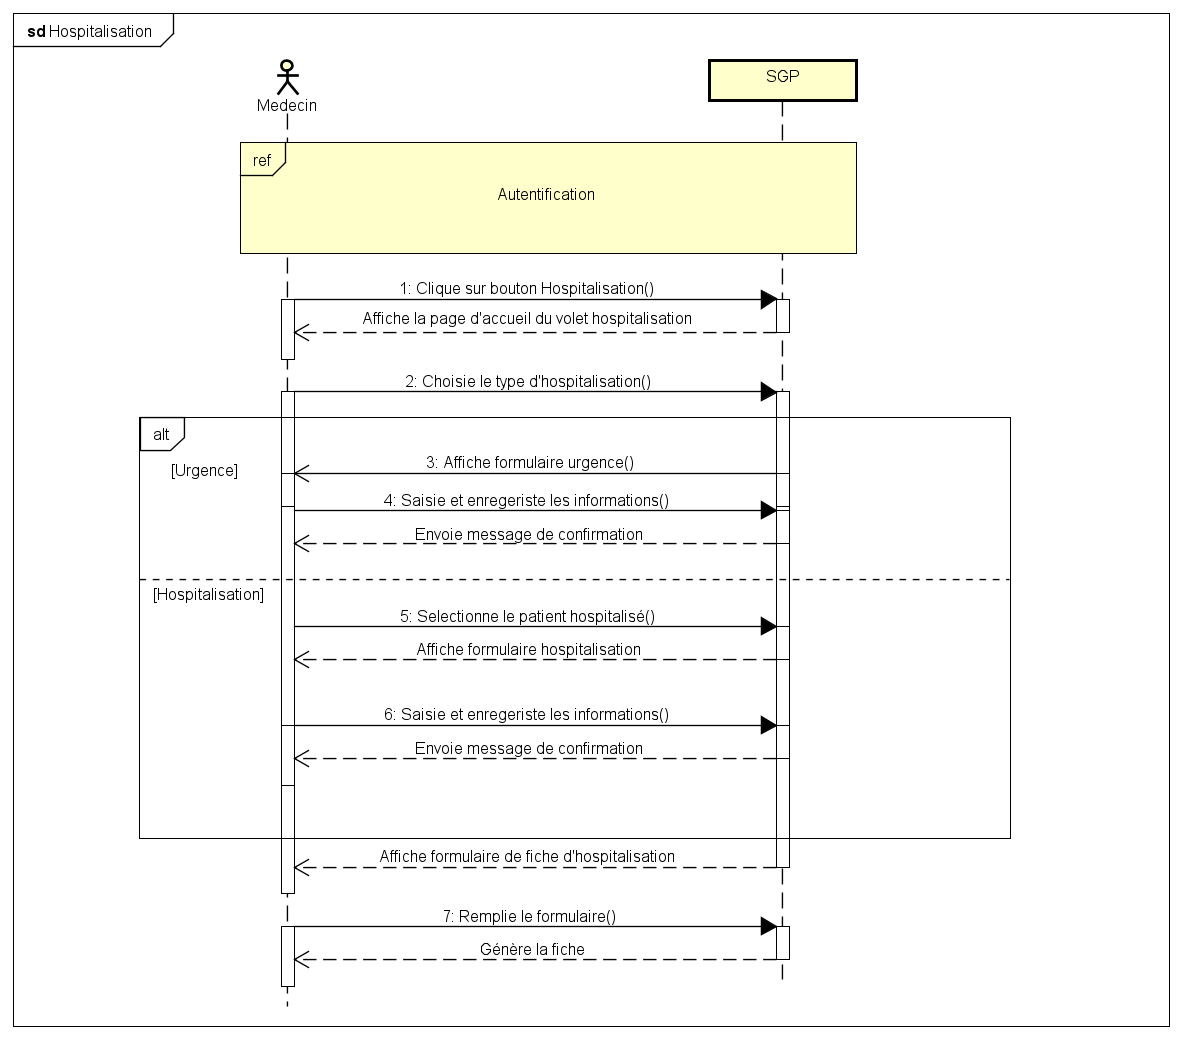 sd Hospitalisation
Medecin
SGP
ref
Autentification
1: Clique sur bouton Hospitalisation()
Affiche la page d'accueil du volet hospitalisation
2: Choisie le type d'hospitalisation()
alt
[Urgence]
3: Affiche formulaire urgence()
4: Saisie et enregeriste les informations()
Envoie message de confirmation
[Hospitalisation]
5: Selectionne le patient hospitalisé()
Affiche formulaire hospitalisation
6: Saisie et enregeriste les informations()
Envoie message de confirmation
Affiche formulaire de fiche d'hospitalisation
7: Remplie le formulaire()
Génère la fiche